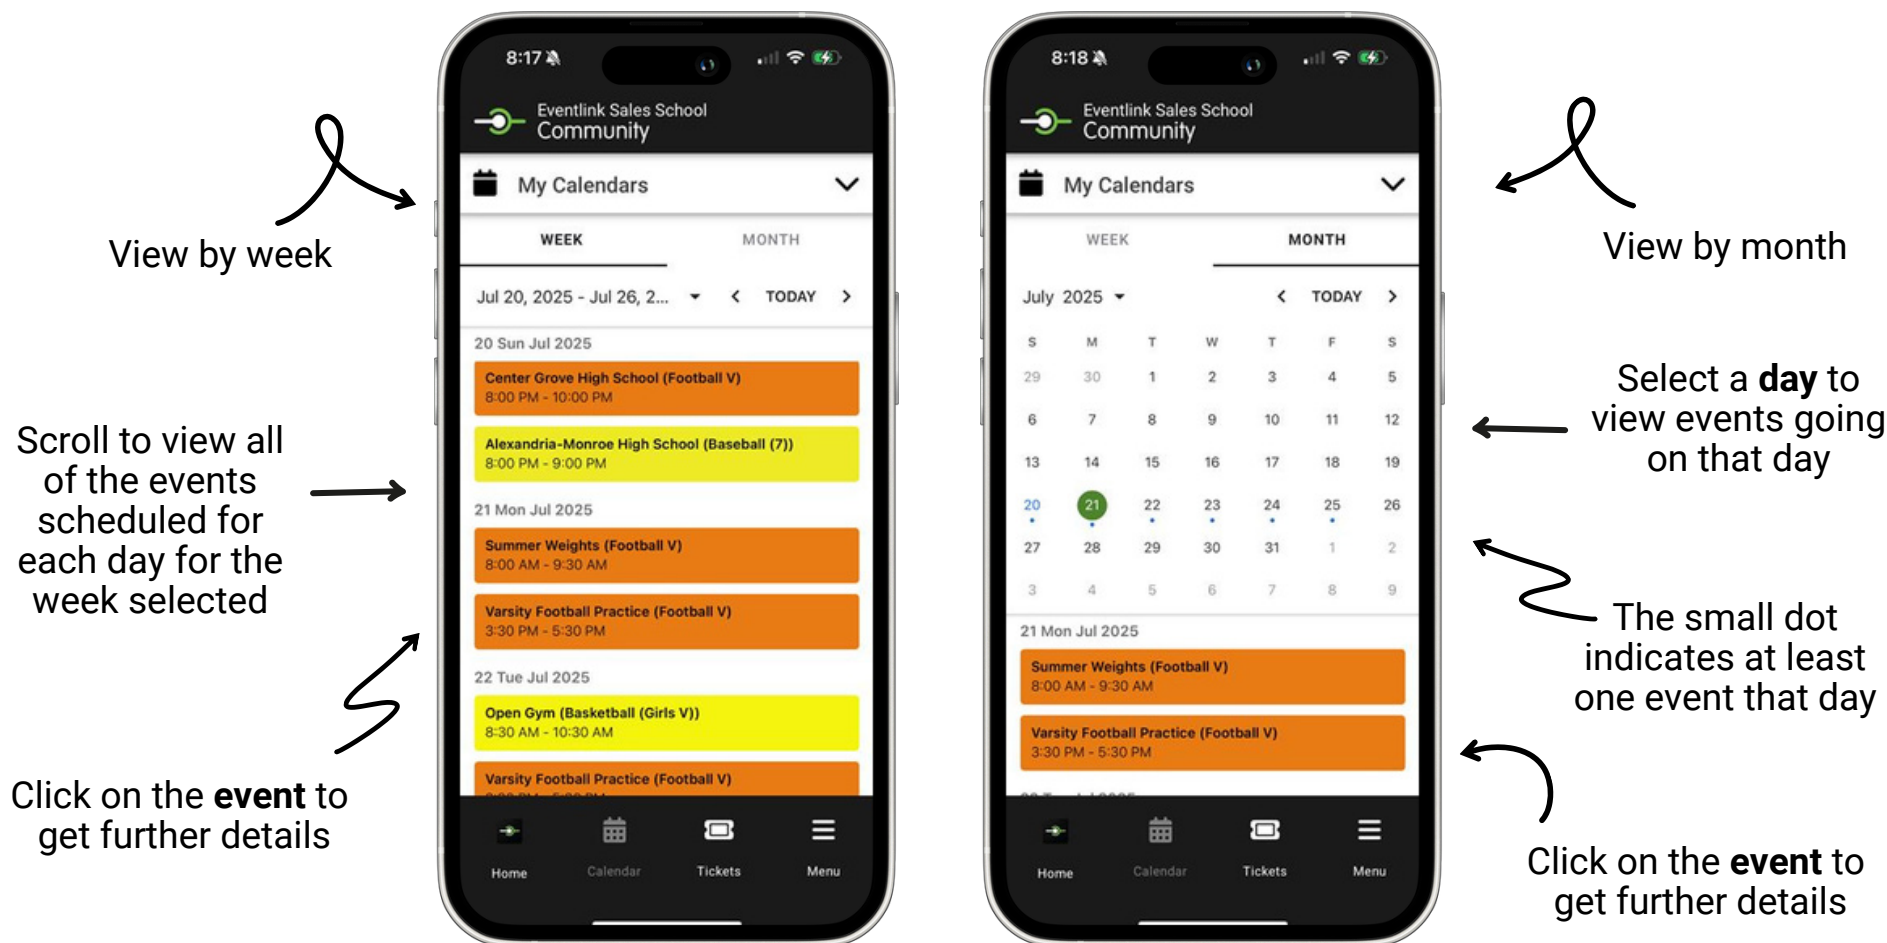 View by week
Scroll to view all
of the events
scheduled for
each day for the
week selected
Click on the event to
get further details
8:17
Eventlink Sales School
Community
My Calendars
WEEK MONTH
Jul 20, 2025 - Jul 26, 2... < TODAY >
20 Sun Jul 2025
Center Grove High School (Football V)
8:00 PM - 10:00 PM
Alexandria-Monroe High School (Baseball (7))
8:00 PM - 9:00 PM
21 Mon Jul 2025
Summer Weights (Football V)
8:00 AM - 9:30 AM
Varsity Football Practice (Football V)
3:30 PM - 5:30 PM
22 Tue Jul 2025
Open Gym (Basketball (Girls V))
8:30 AM - 10:30 AM
Varsity Football Practice (Football V)
Home Calendar Tickets Menu
8:18
Eventlink Sales School
Community
My Calendars
WEEK MONTH
July 2025 < TODAY >
S M T W T F S
29 30 1 2 3 4 5
6 7 8 9 10 11 12
13 14 15 16 17 18 19
20 21 22 23 24 25 26
27 28 29 30 31 1 2
3 4 5 6 7 8 9
21 Mon Jul 2025
Summer Weights (Football V)
8:00 AM - 9:30 AM
Varsity Football Practice (Football V)
3:30 PM - 5:30 PM
Home Calendar Tickets Menu
View by month
Select a day to
view events going
on that day
The small dot
indicates at least
one event that day
Click on the event to
get further details